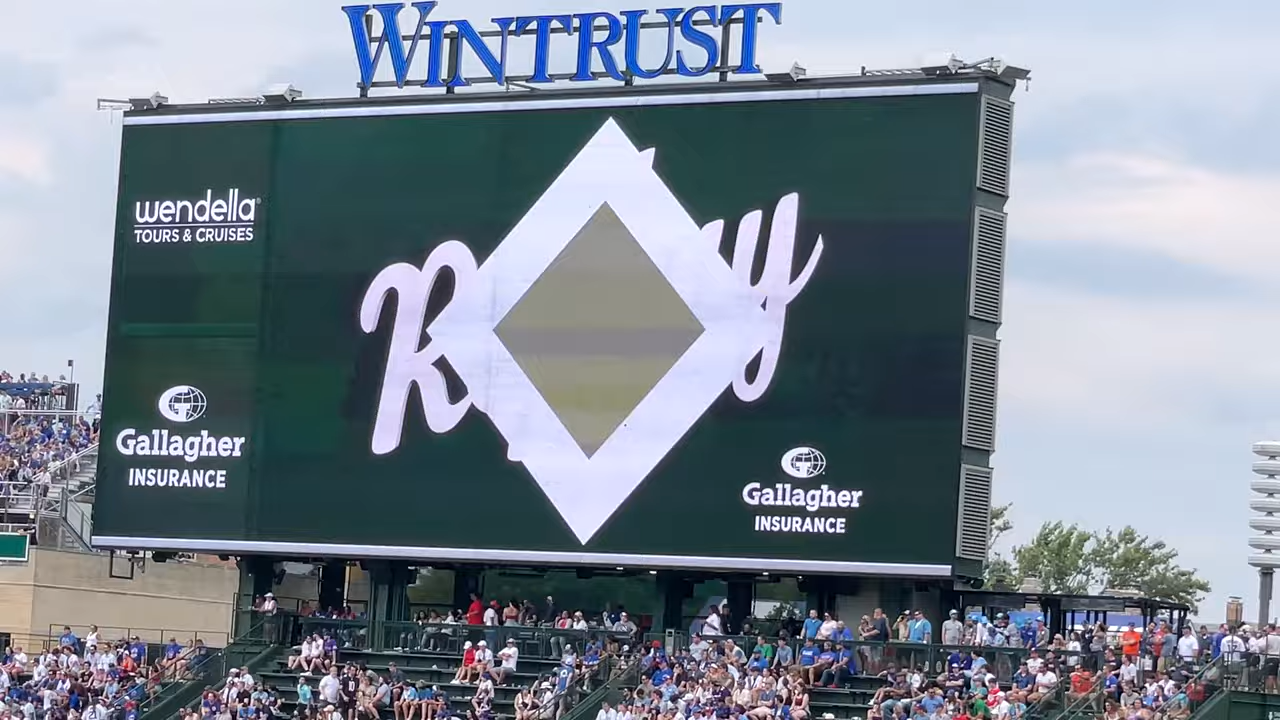 WINTRUST
wendella
TOURS & CRUISES
Gallagher
INSURANCE
Gallagher
INSURANCE